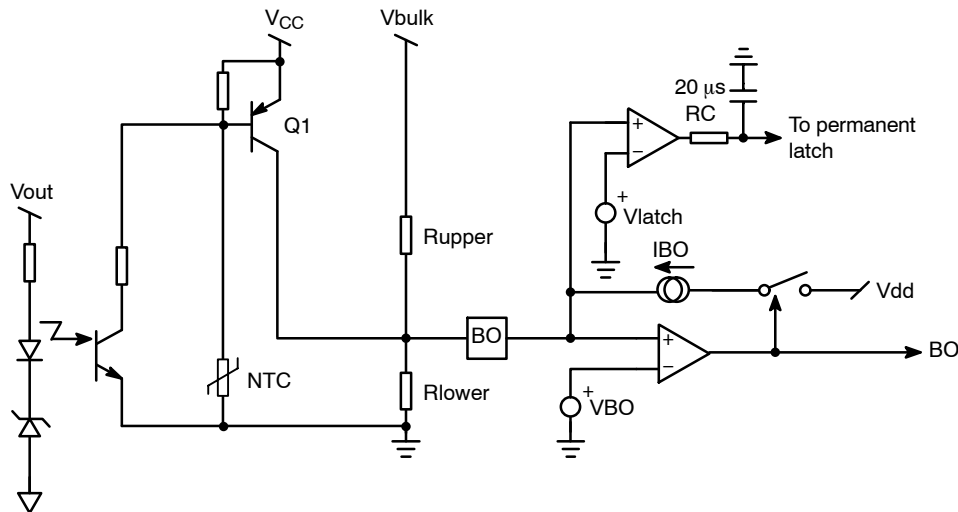 V_CC
Vbulk
20 μs
RC
Q1
+
−
To permanent
latch
Vout
+
Vlatch
Rupper
IBO
Vdd
BO
+
−
BO
NTC
Rlower
+
VBO